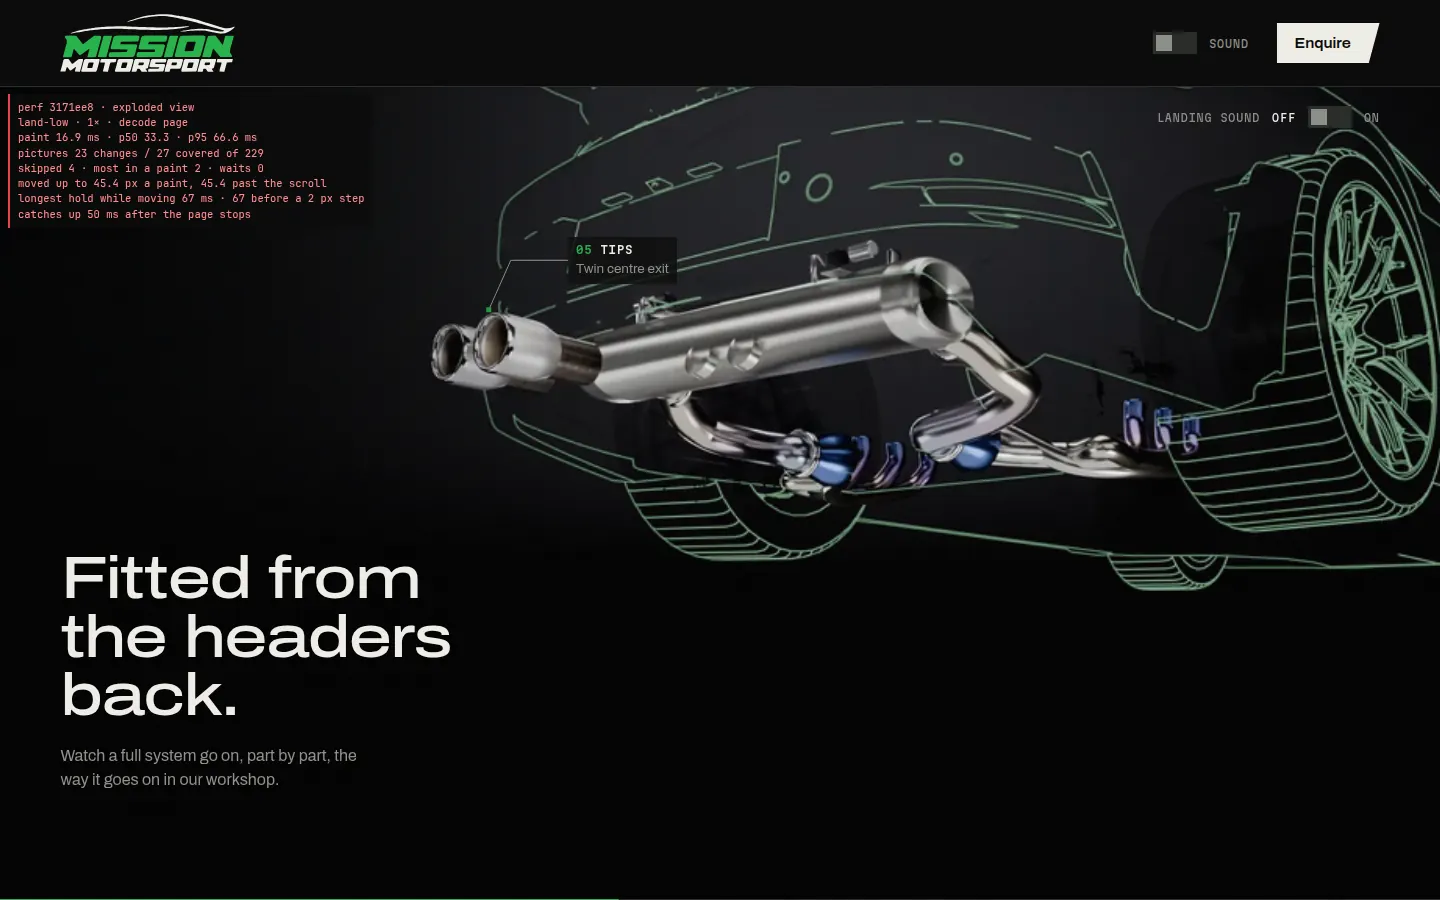 MISSION
MOTORSPORT
SOUND
Enquire
perf 3171ee8 · exploded view
land-low · 1× · decode page
paint 16.9 ms · p50 33.3 · p95 66.6 ms
pictures 23 changes / 27 covered of 229
skipped 4 · most in a paint 2 · waits 0
moved up to 45.4 px a paint, 45.4 past the scroll
longest hold while moving 67 ms · 67 before a 2 px step
catches up 50 ms after the page stops
LANDING SOUND OFF ON
05 TIPS
Twin centre exit
Fitted from
the headers
back.
Watch a full system go on, part by part, the
way it goes on in our workshop.